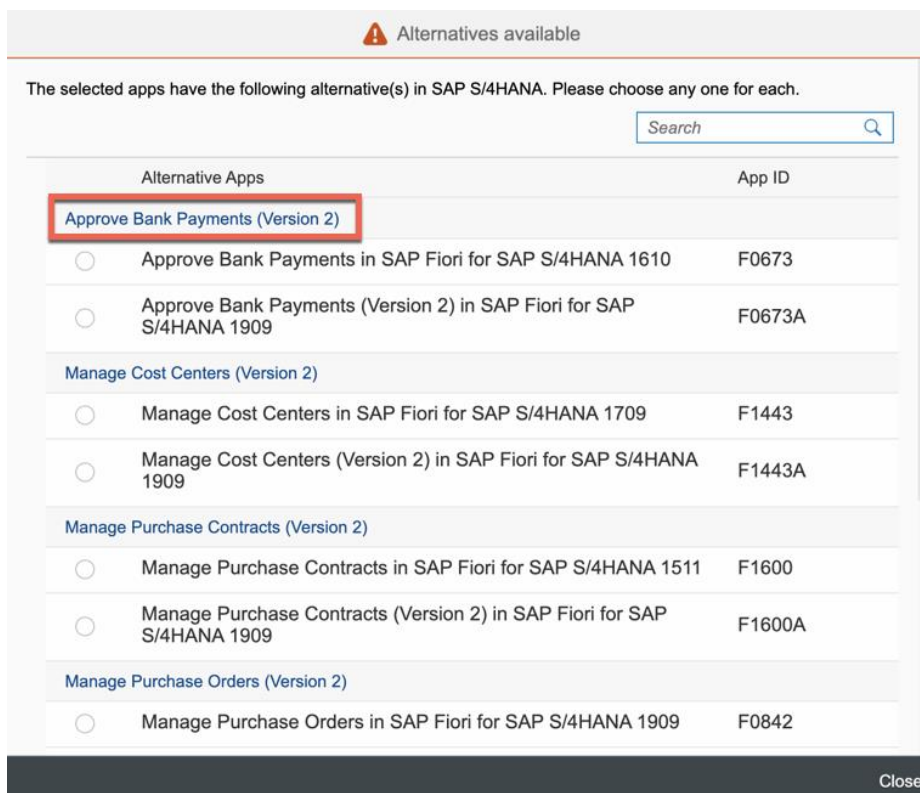 Alternatives available
The selected apps have the following alternative(s) in SAP S/4HANA. Please choose any one for each.
Search
Alternative Apps App ID
Approve Bank Payments (Version 2)
Approve Bank Payments in SAP Fiori for SAP S/4HANA 1610 F0673
Approve Bank Payments (Version 2) in SAP Fiori for SAP
S/4HANA 1909 F0673A
Manage Cost Centers (Version 2)
Manage Cost Centers in SAP Fiori for SAP S/4HANA 1709 F1443
Manage Cost Centers (Version 2) in SAP Fiori for SAP S/4HANA
1909 F1443A
Manage Purchase Contracts (Version 2)
Manage Purchase Contracts in SAP Fiori for SAP S/4HANA 1511 F1600
Manage Purchase Contracts (Version 2) in SAP Fiori for SAP
S/4HANA 1909 F1600A
Manage Purchase Orders (Version 2)
Manage Purchase Orders in SAP Fiori for SAP S/4HANA 1909 F0842
Close